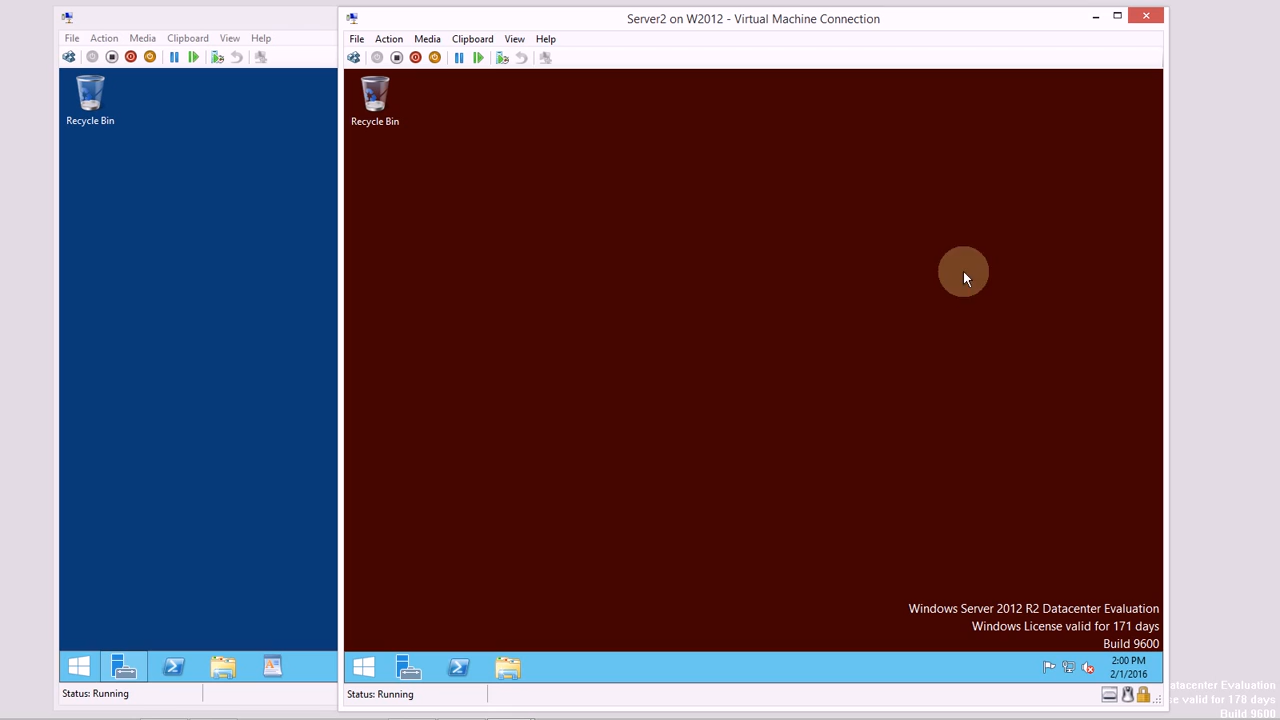 Server2 on W2012 - Virtual Machine Connection
File Action Media Clipboard View Help
File Action Media Clipboard View Help
Recycle Bin
Recycle Bin
Windows Server 2012 R2 Datacenter Evaluation
Windows License valid for 171 days
Build 9600
2:00 PM
2/1/2016
Status: Running
Status: Running
atacenter Evaluation
se valid for 178 days
Build 9600